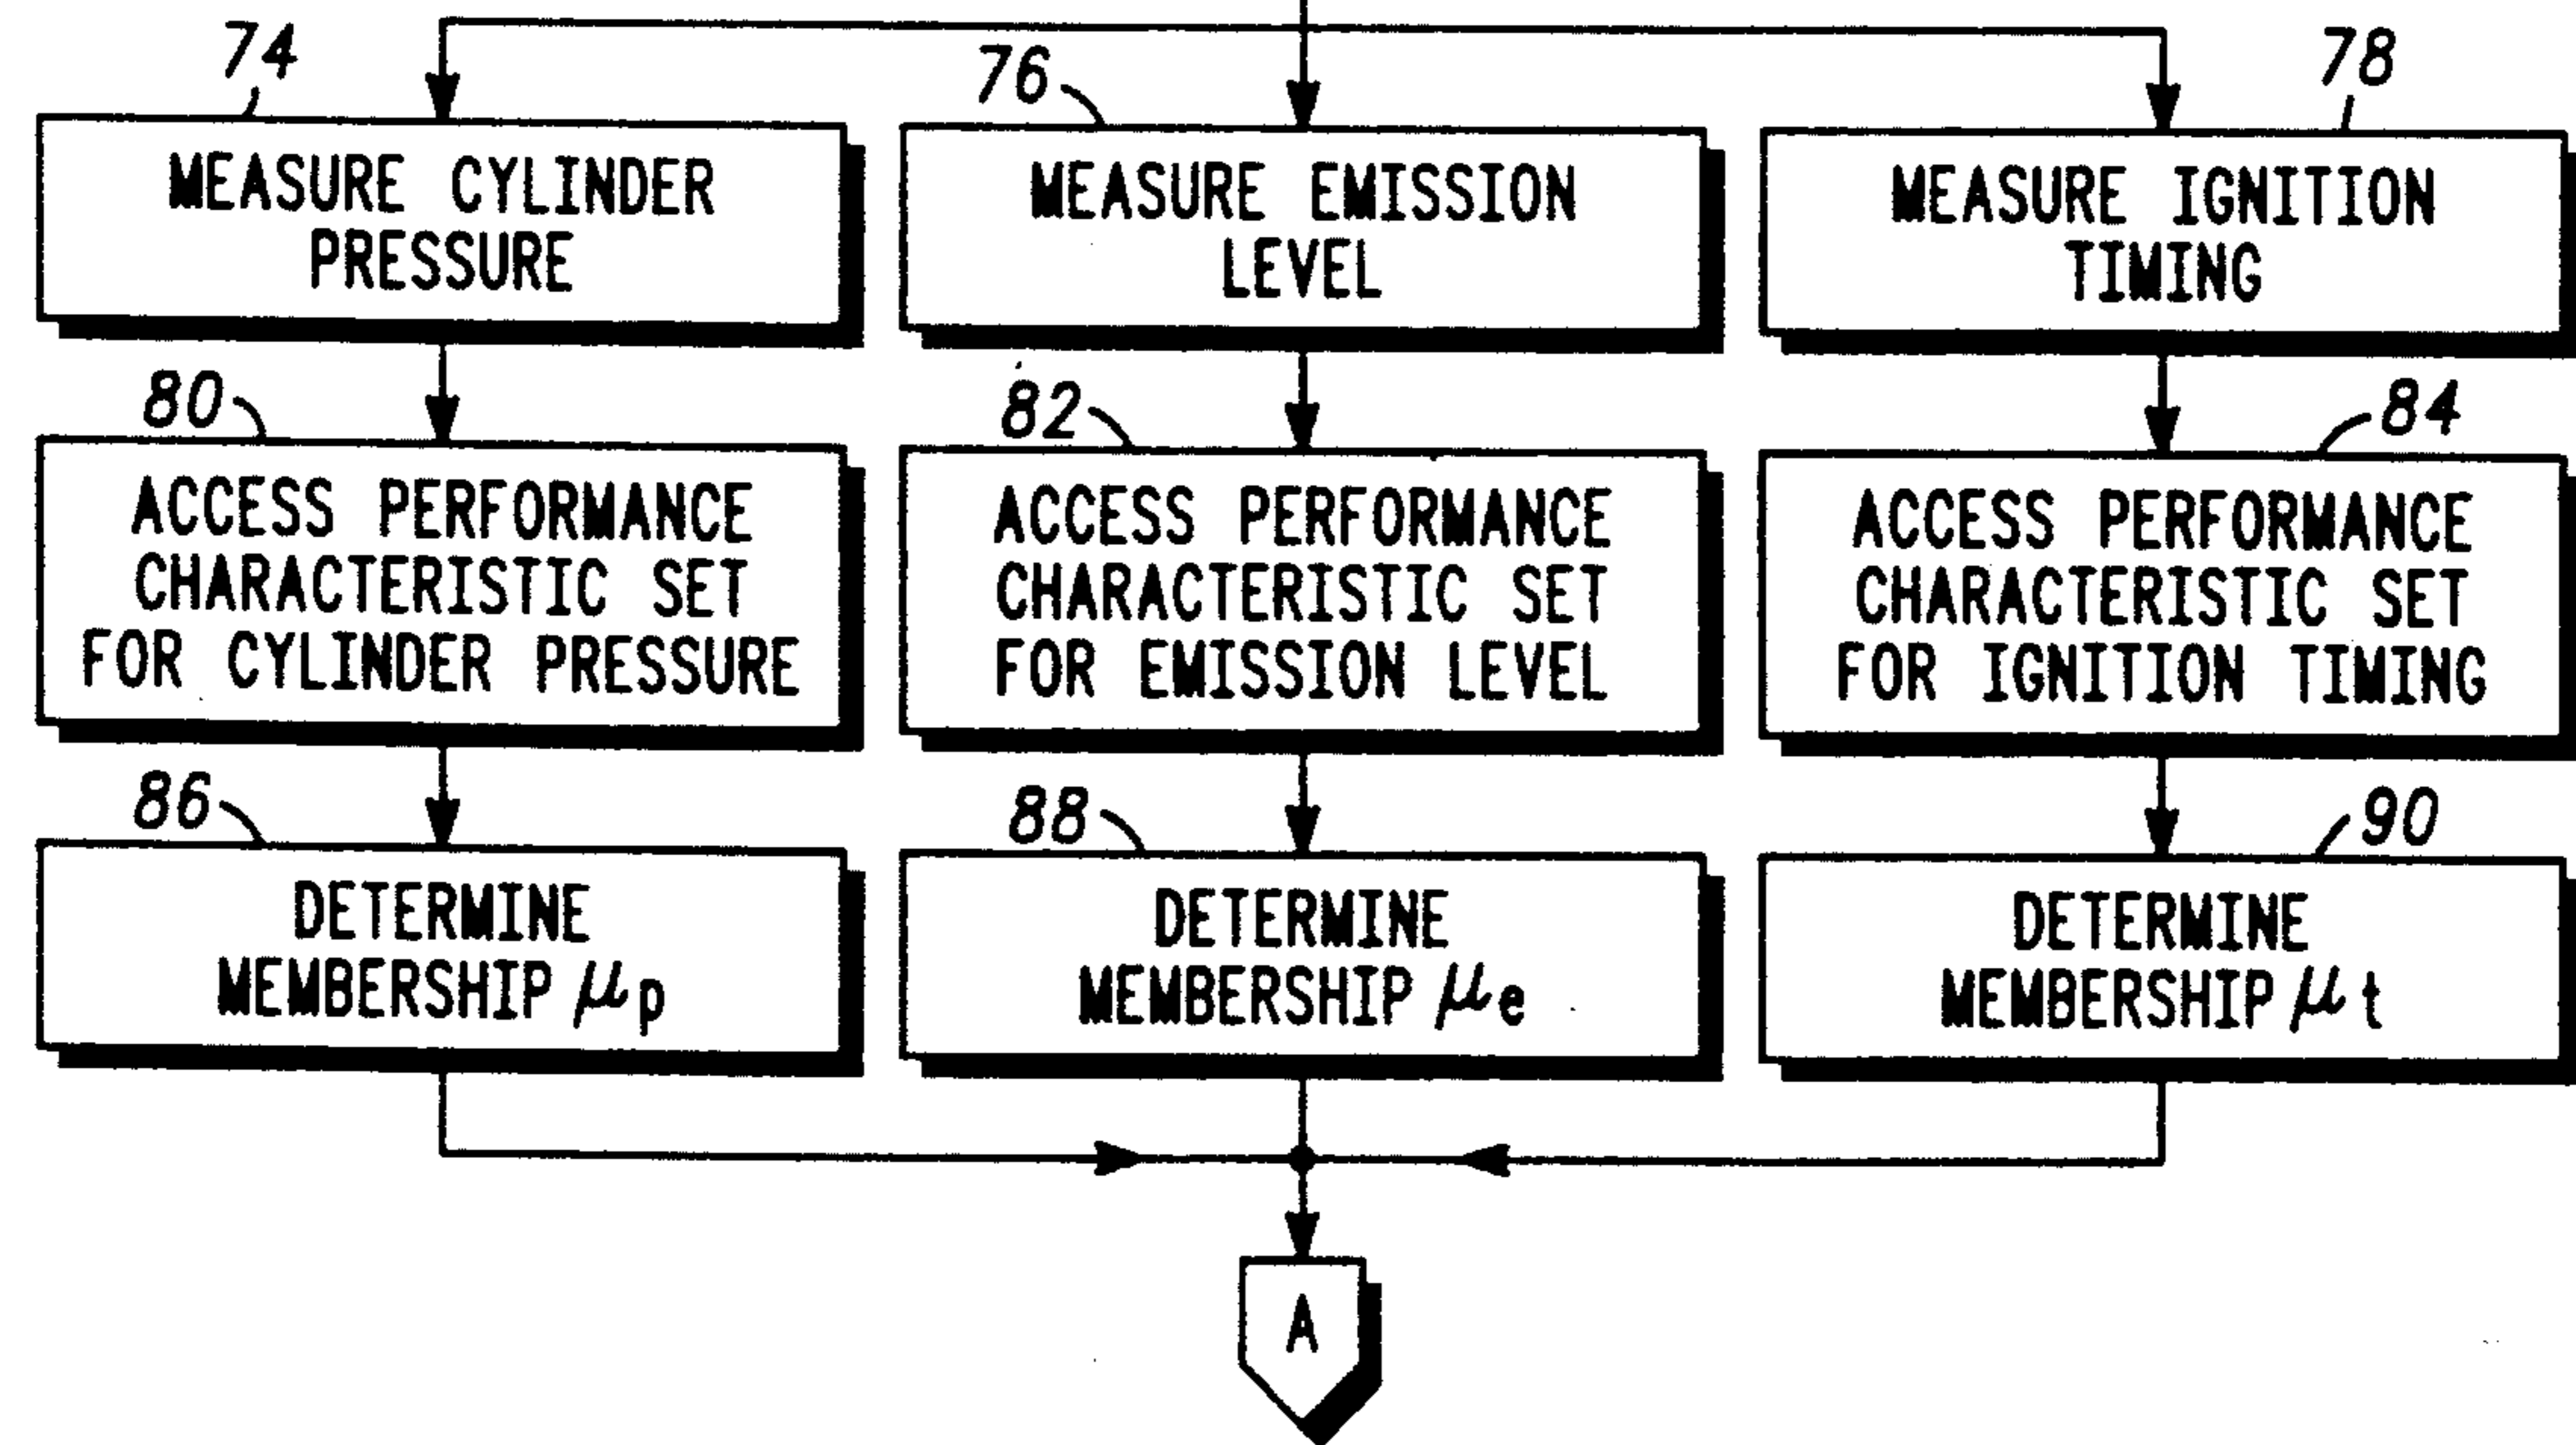 74
MEASURE CYLINDER
PRESSURE
76
MEASURE EMISSION
LEVEL
78
MEASURE IGNITION
TIMING
80
ACCESS PERFORMANCE
CHARACTERISTIC SET
FOR CYLINDER PRESSURE
82
ACCESS PERFORMANCE
CHARACTERISTIC SET
FOR EMISSION LEVEL
84
ACCESS PERFORMANCE
CHARACTERISTIC SET
FOR IGNITION TIMING
86
DETERMINE
MEMBERSHIP μp
88
DETERMINE
MEMBERSHIP μe
90
DETERMINE
MEMBERSHIP μt
A